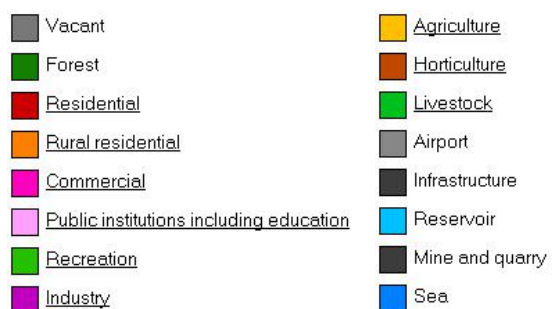 Vacant
Forest
Residential
Rural residential
Commercial
Public institutions including education
Recreation
Industry
Agriculture
Horticulture
Livestock
Airport
Infrastructure
Reservoir
Mine and quarry
Sea